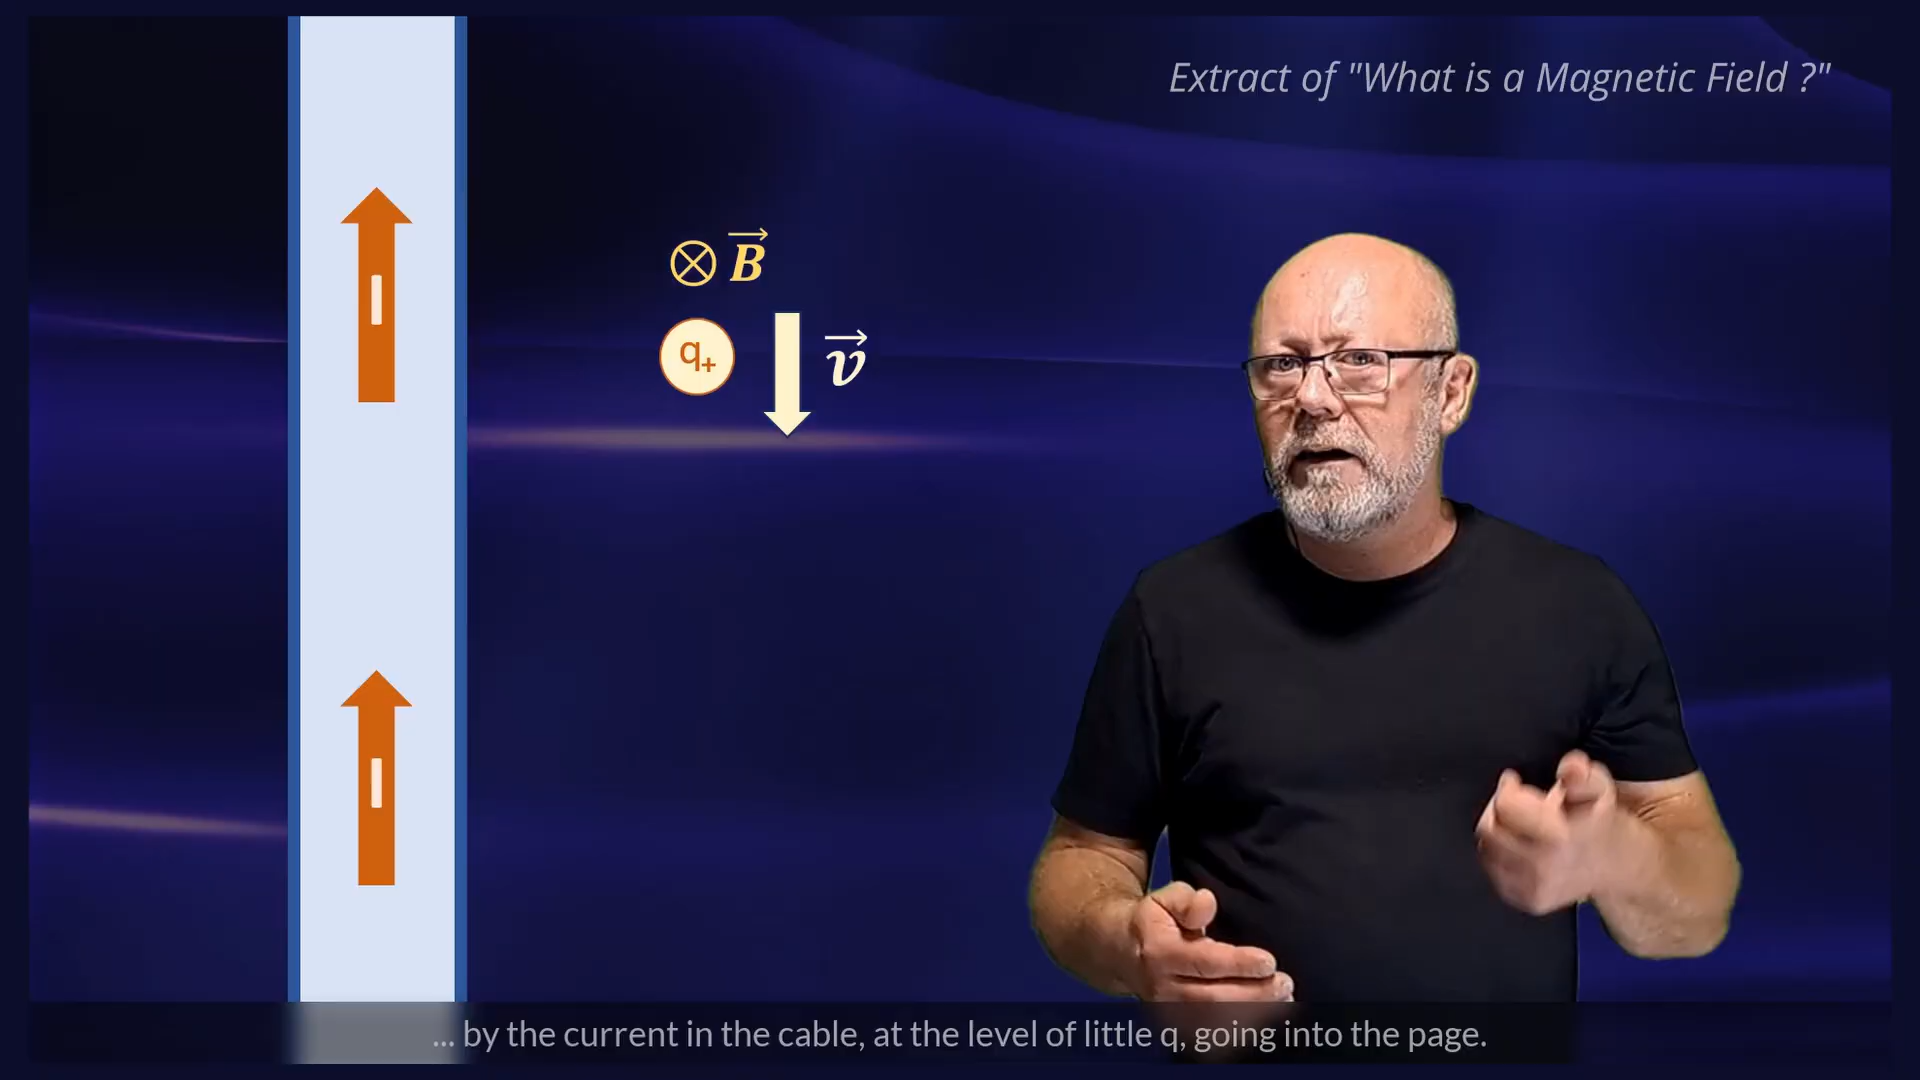 Extract of "What is a Magnetic Field ?"
I
⊗ B⃗
q+
v⃗
I
... by the current in the cable, at the level of little q, going into the page.